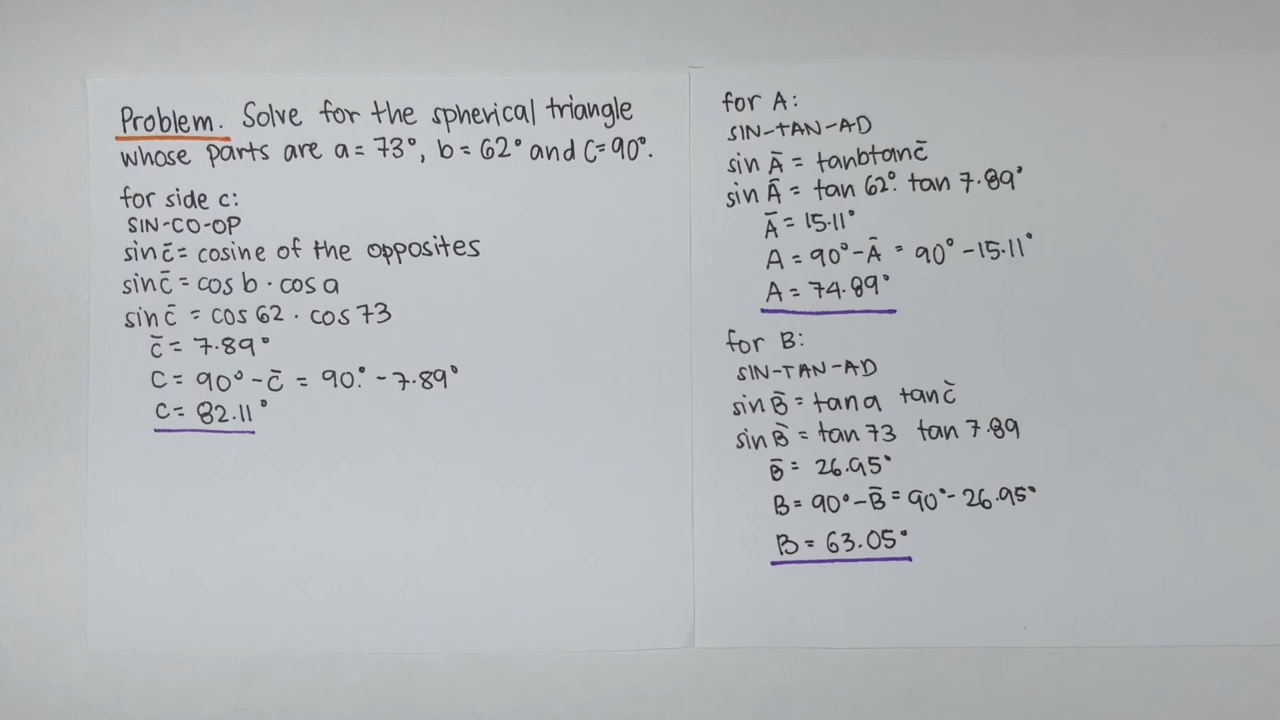 Problem. Solve for the spherical triangle
whose parts are a = 73°, b = 62° and C=90°.
for side c:
SIN-CO-OP
sin c̄ = cosine of the opposites
sin c̄ = cos b · cos a
sin c̄ = cos 62 · cos 73
c̄ = 7.89°
C = 90° - c̄ = 90° - 7.89°
C = 82.11°
for A:
SIN-TAN-AD
sin Ā = tanb tanc̄
sin Ā = tan 62° tan 7.89°
Ā = 15.11°
A = 90° - Ā = 90° - 15.11°
A = 74.89°
for B:
SIN-TAN-AD
sin B̄ = tan a tan c̄
sin B̄ = tan 73 tan 7.89
B̄ = 26.95°
B = 90° - B̄ = 90° - 26.95°
B = 63.05°